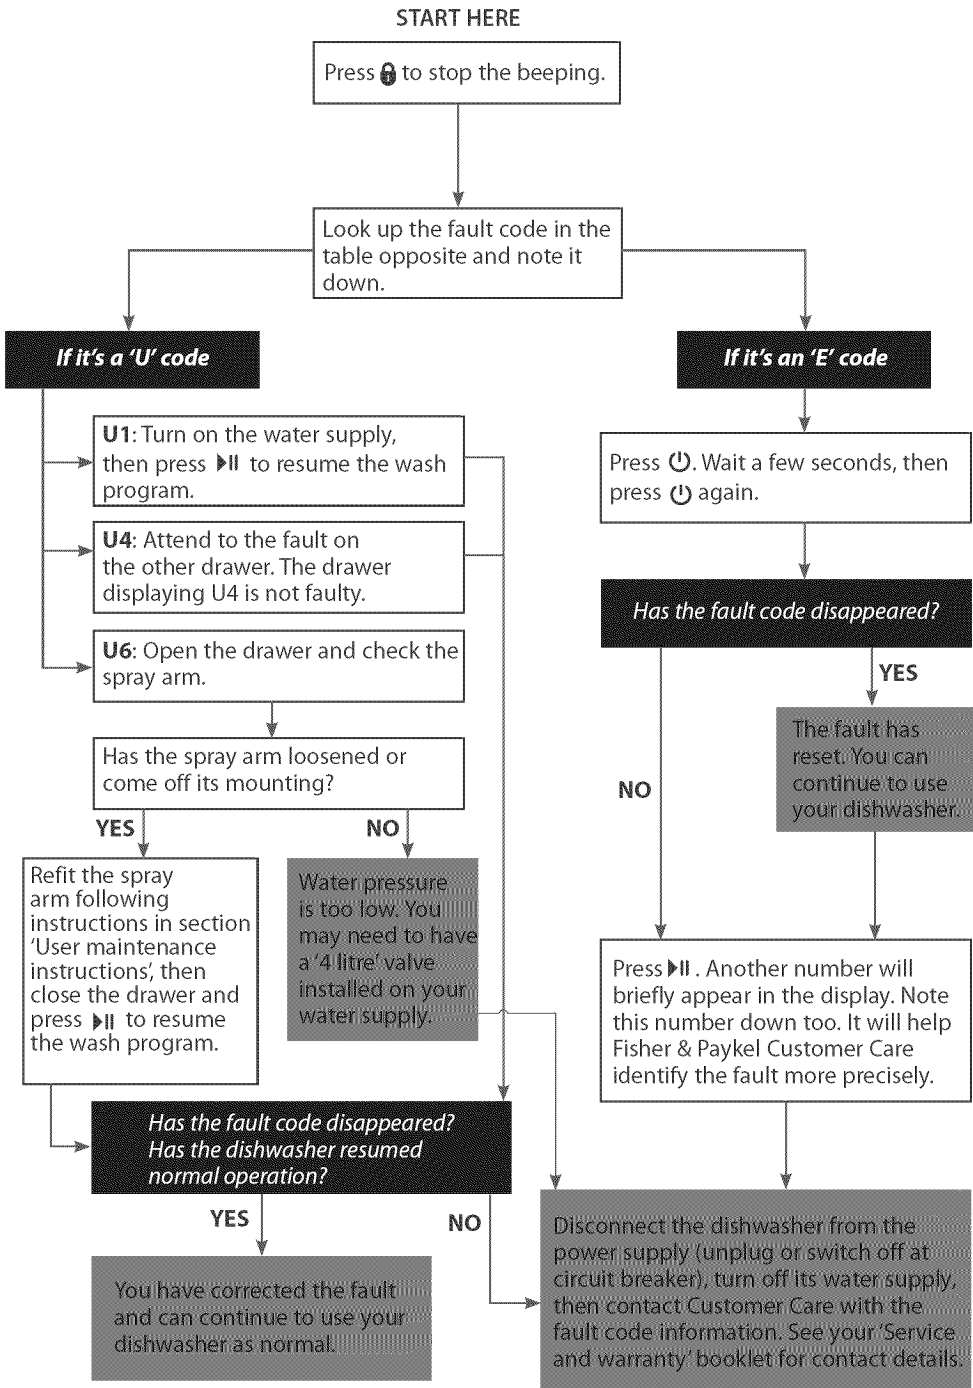 START HERE
Press to stop the beeping.
Look up the fault code in the
table opposite and note it
down.
If it's a 'U' code
U1: Turn on the water supply,
then press to resume the wash
program.
U4: Attend to the fault on
the other drawer. The drawer
displaying U4 is not faulty.
U6: Open the drawer and check the
spray arm.
Has the spray arm loosened or
come off its mounting?
YES
NO
Refit the spray
arm following
instructions in section
'User maintenance
instructions', then
close the drawer and
press to resume
the wash program.
Water pressure
is too low. You
may need to have
a '4 litre' valve
installed on your
water supply.
Has the fault code disappeared?
Has the dishwasher resumed
normal operation?
YES
NO
You have corrected the fault
and can continue to use your
dishwasher as normal.
If it's an 'E' code
Press . Wait a few seconds, then
press again.
Has the fault code disappeared?
YES
NO
The fault has
reset. You can
continue to use
your dishwasher.
Press . Another number will
briefly appear in the display. Note
this number down too. It will help
Fisher & Paykel Customer Care
identify the fault more precisely.
Disconnect the dishwasher from the
power supply (unplug or switch off at
circuit breaker), turn off its water supply,
then contact Customer Care with the
fault code information. See your 'Service
and warranty' booklet for contact details.